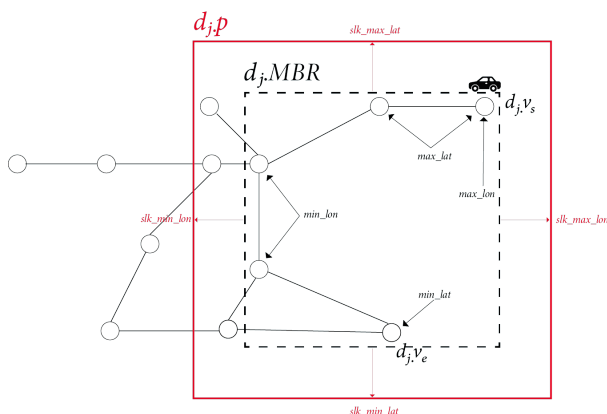 d_j.p
slk_max_lat
d_j.MBR
d_j.v_s
max_lat
max_lon
min_lon
slk_min_lon
slk_max_lon
min_lat
d_j.v_e
slk_min_lat